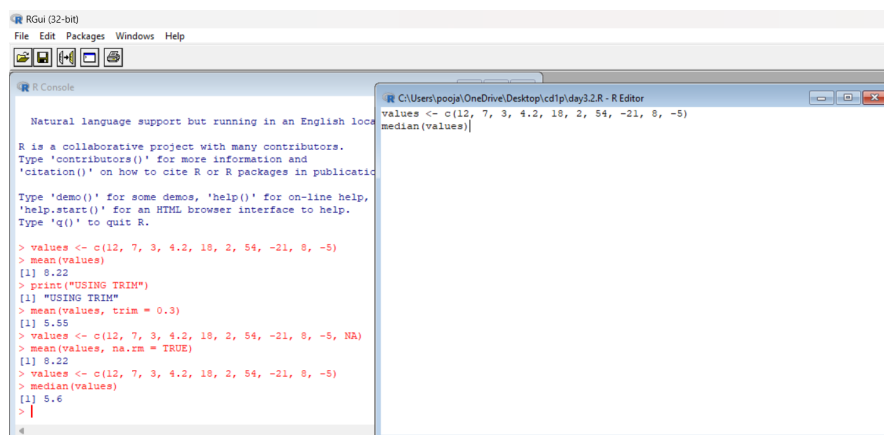 RGui (32-bit)
File Edit Packages Windows Help
R Console
Natural language support but running in an English loca
R is a collaborative project with many contributors.
Type 'contributors()' for more information and
'citation()' on how to cite R or R packages in publicatio
Type 'demo()' for some demos, 'help()' for on-line help,
'help.start()' for an HTML browser interface to help.
Type 'q()' to quit R.
> values <- c(12, 7, 3, 4.2, 18, 2, 54, -21, 8, -5)
> mean(values)
[1] 8.22
> print("USING TRIM")
[1] "USING TRIM"
> mean(values, trim = 0.3)
[1] 5.55
> values <- c(12, 7, 3, 4.2, 18, 2, 54, -21, 8, -5, NA)
> mean(values, na.rm = TRUE)
[1] 8.22
> values <- c(12, 7, 3, 4.2, 18, 2, 54, -21, 8, -5)
> median(values)
[1] 5.6
>
C:\Users\pooja\OneDrive\Desktop\cd1p\day3.2.R - R Editor
values <- c(12, 7, 3, 4.2, 18, 2, 54, -21, 8, -5)
median(values)